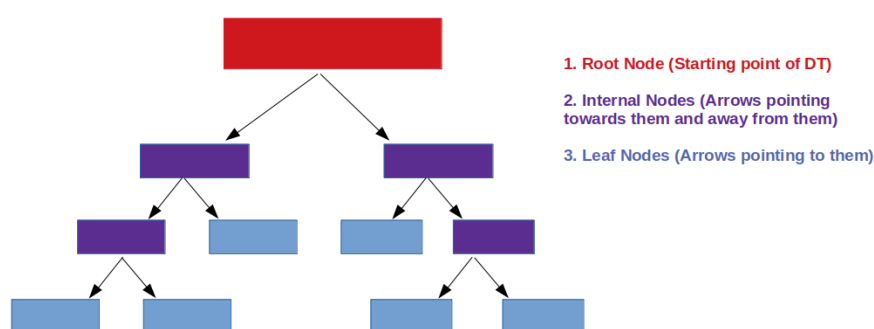 1. Root Node (Starting point of DT)
2. Internal Nodes (Arrows pointing
towards them and away from them)
3. Leaf Nodes (Arrows pointing to them)